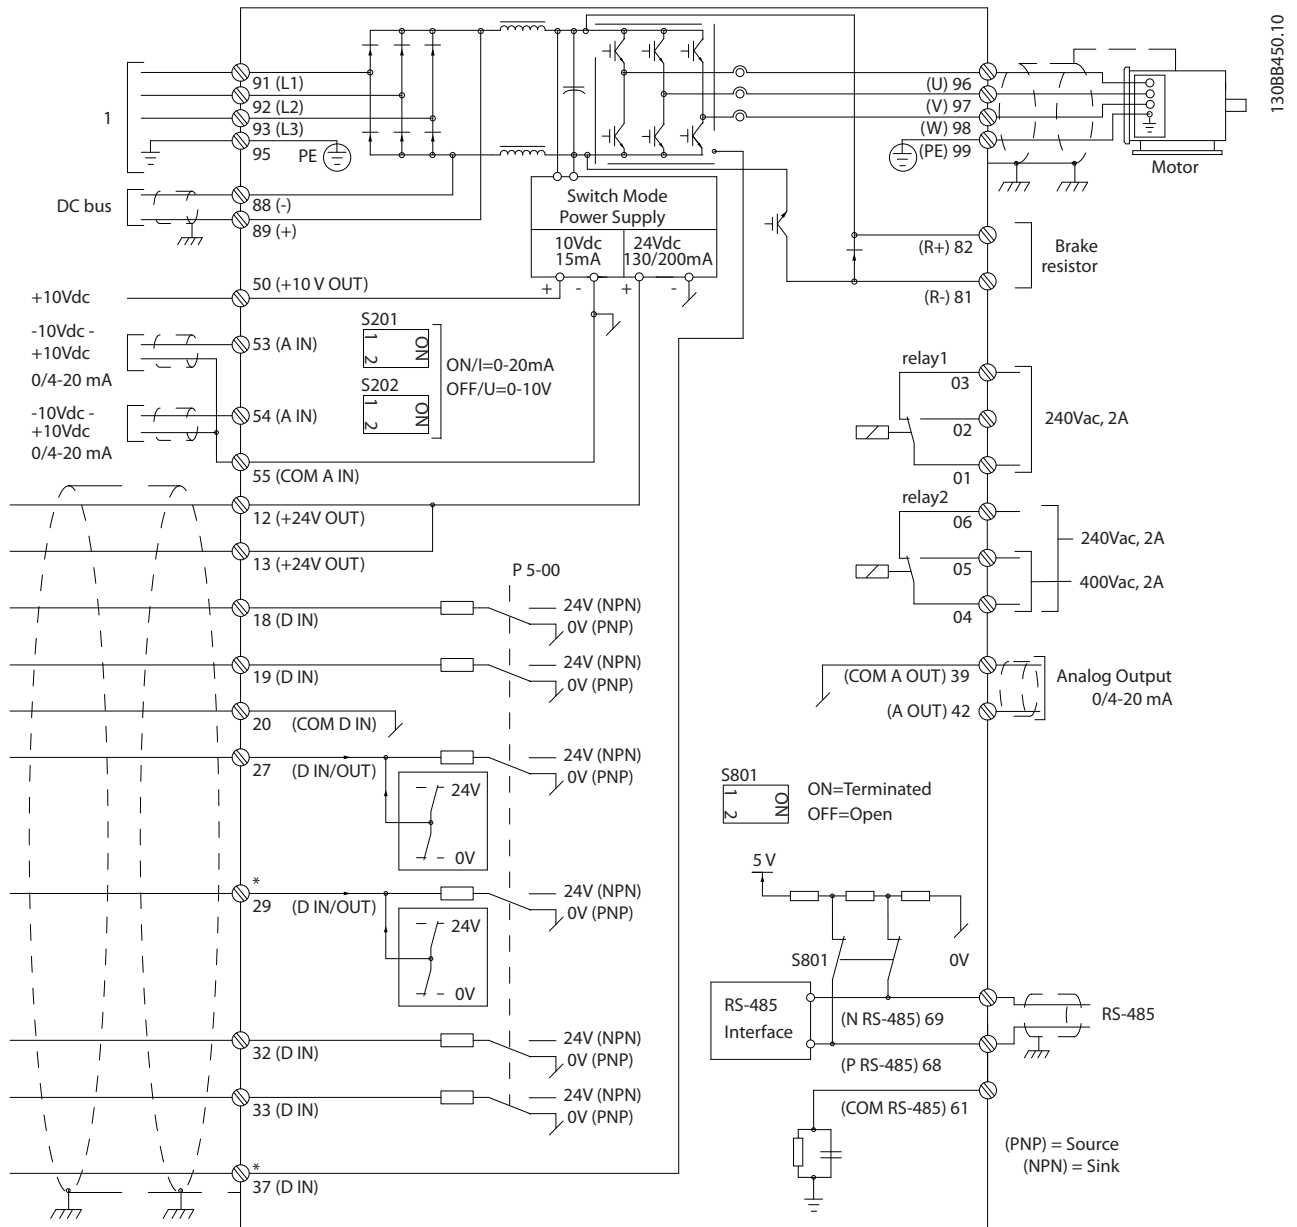 130BB450.10
1
91 (L1)
92 (L2)
93 (L3)
95
PE
DC bus
88 (-)
89 (+)
Switch Mode
Power Supply
10Vdc
15mA
24Vdc
130/200mA
+
-
+
-
(U) 96
(V) 97
(W) 98
(PE) 99
Motor
(R+) 82
(R-) 81
Brake
resistor
+10Vdc
50 (+10 V OUT)
-10Vdc -
+10Vdc
0/4-20 mA
53 (A IN)
-10Vdc -
+10Vdc
0/4-20 mA
54 (A IN)
55 (COM A IN)
S201
1
2
ON
S202
1
2
ON
ON/I=0-20mA
OFF/U=0-10V
relay1
03
02
01
240Vac, 2A
relay2
06
05
04
240Vac, 2A
400Vac, 2A
12 (+24V OUT)
13 (+24V OUT)
P 5-00
18 (D IN)
24V (NPN)
0V (PNP)
19 (D IN)
24V (NPN)
0V (PNP)
20 (COM D IN)
27 (D IN/OUT)
24V (NPN)
0V (PNP)
24V
0V
*
29 (D IN/OUT)
24V (NPN)
0V (PNP)
24V
0V
32 (D IN)
24V (NPN)
0V (PNP)
33 (D IN)
24V (NPN)
0V (PNP)
*
37 (D IN)
(COM A OUT) 39
(A OUT) 42
Analog Output
0/4-20 mA
S801
1
2
ON
ON=Terminated
OFF=Open
5 V
S801
0V
RS-485
Interface
(N RS-485) 69
(P RS-485) 68
(COM RS-485) 61
RS-485
(PNP) = Source
(NPN) = Sink